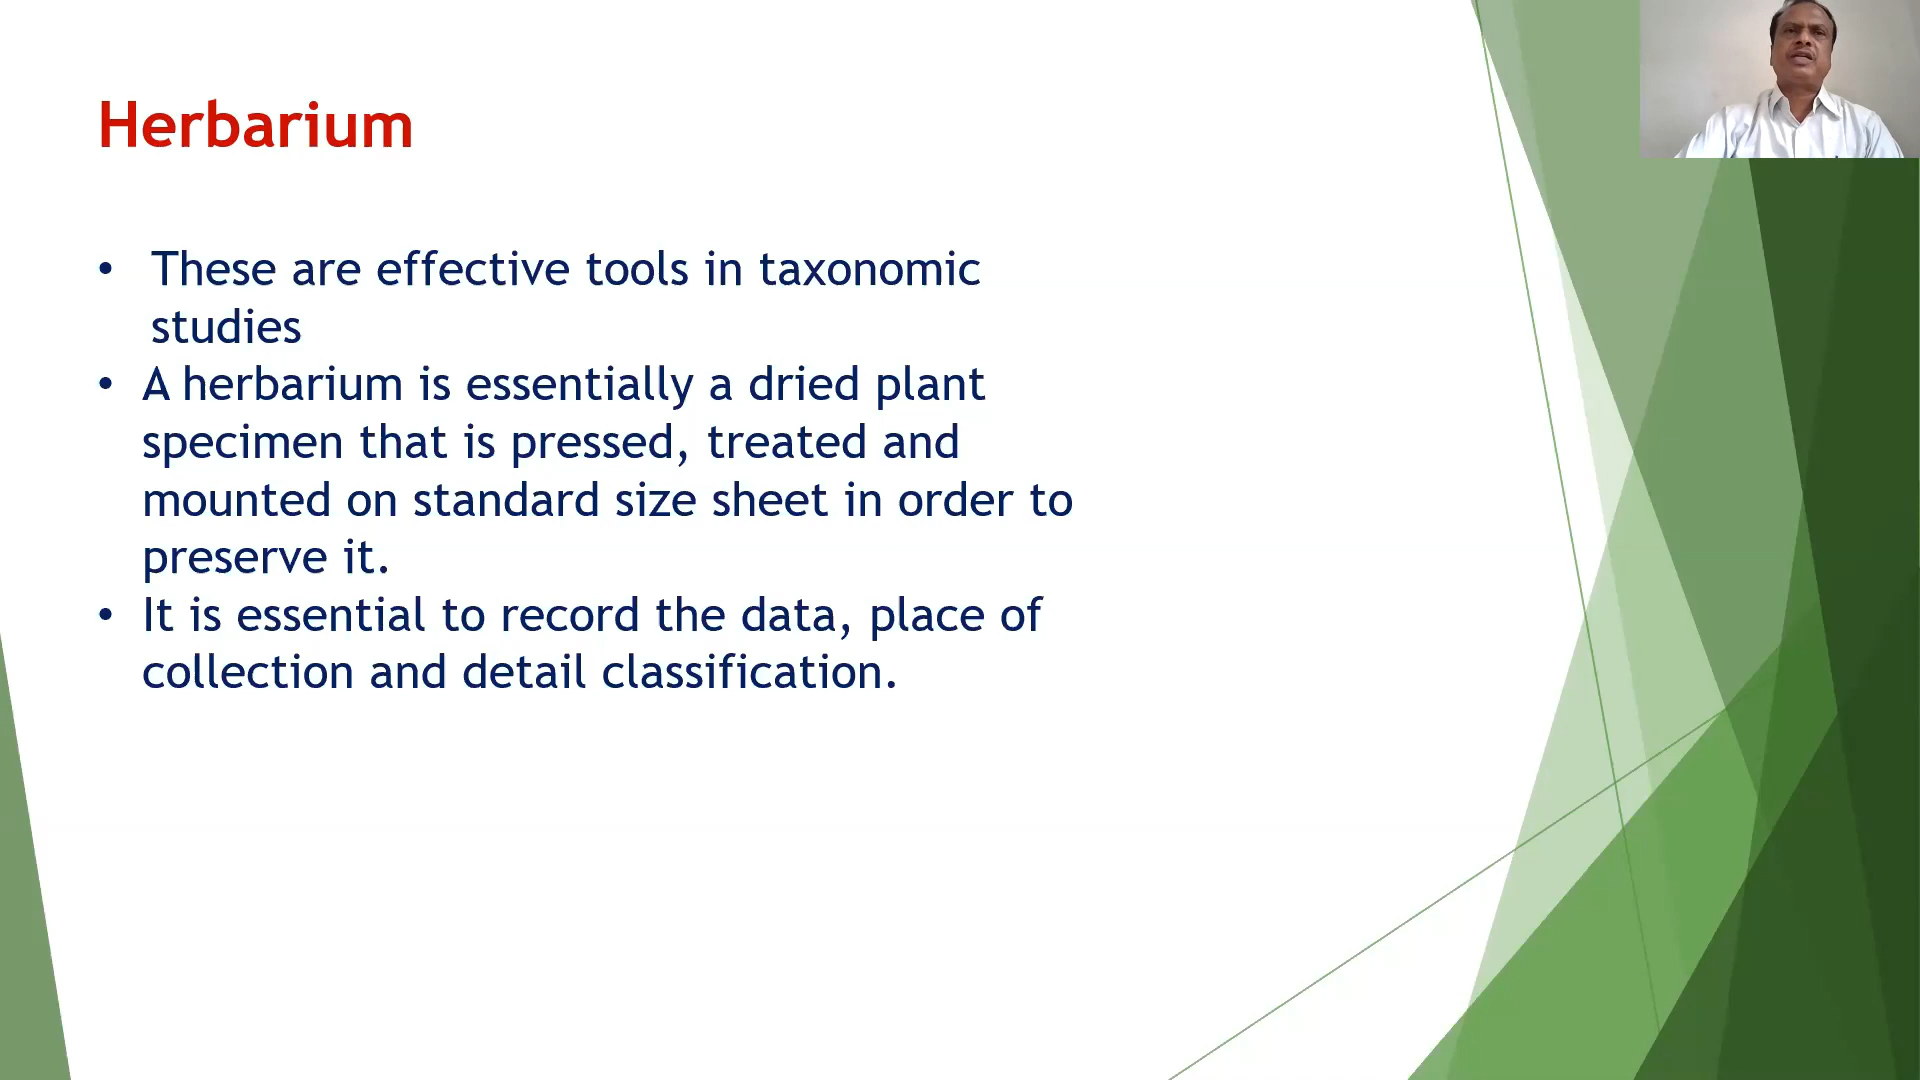 Herbarium
• These are effective tools in taxonomic
studies
• A herbarium is essentially a dried plant
specimen that is pressed, treated and
mounted on standard size sheet in order to
preserve it.
• It is essential to record the data, place of
collection and detail classification.